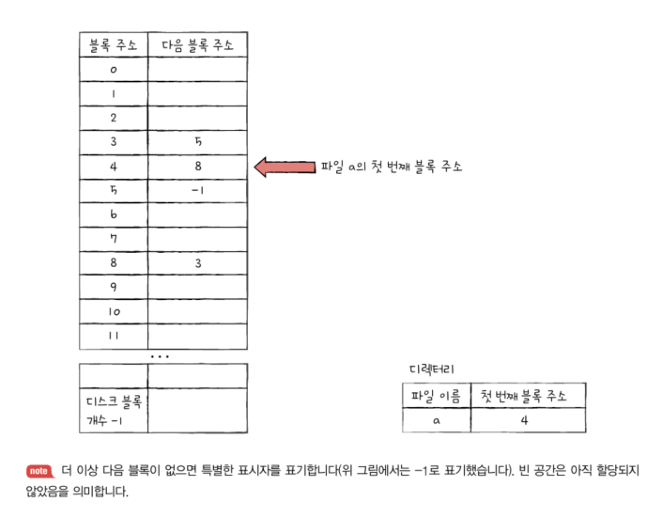 블록 주소 다음 블록 주소
0
1
2
3 5
4 8
파일 a의 첫 번째 블록 주소
5 -1
6
7
8 3
9
10
11
...
디스크 블록
개수 -1
디렉터리
파일 이름 첫 번째 블록 주소
a 4
note 더 이상 다음 블록이 없으면 특별한 표시자를 표기합니다(위 그림에서는 -1로 표기했습니다). 빈 공간은 아직 할당되지
않았음을 의미합니다.